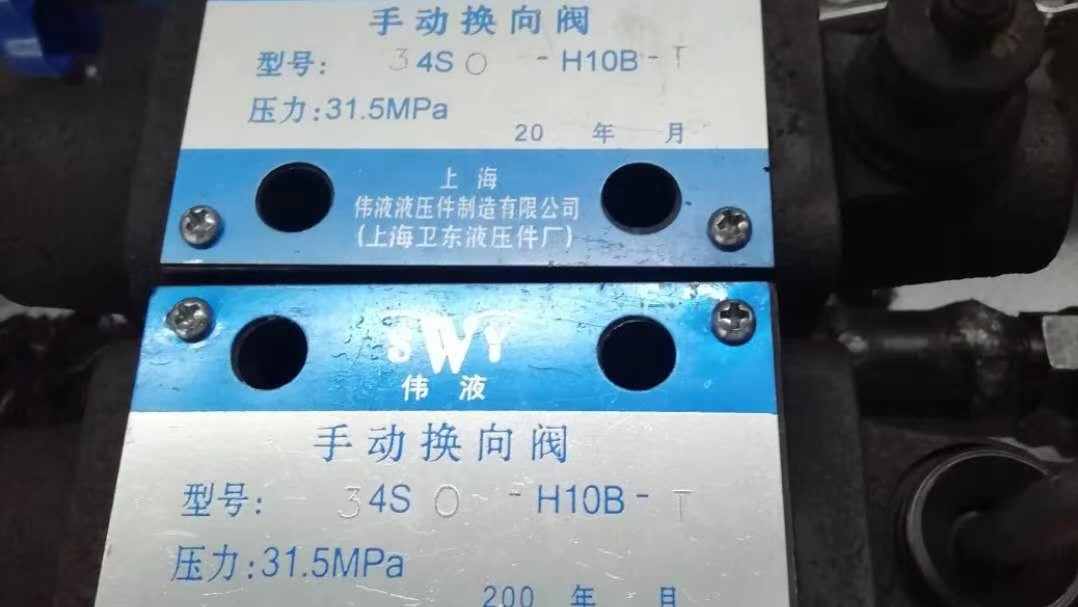 手动换向阀
型号: 34SO -H10B-T
压力:31.5MPa
20 年 月
上 海
伟液液压件制造有限公司
(上海卫东液压件厂)
SWY
伟 液
手动换向阀
型号: 34SO -H10B-T
压力:31.5MPa
200 年 月